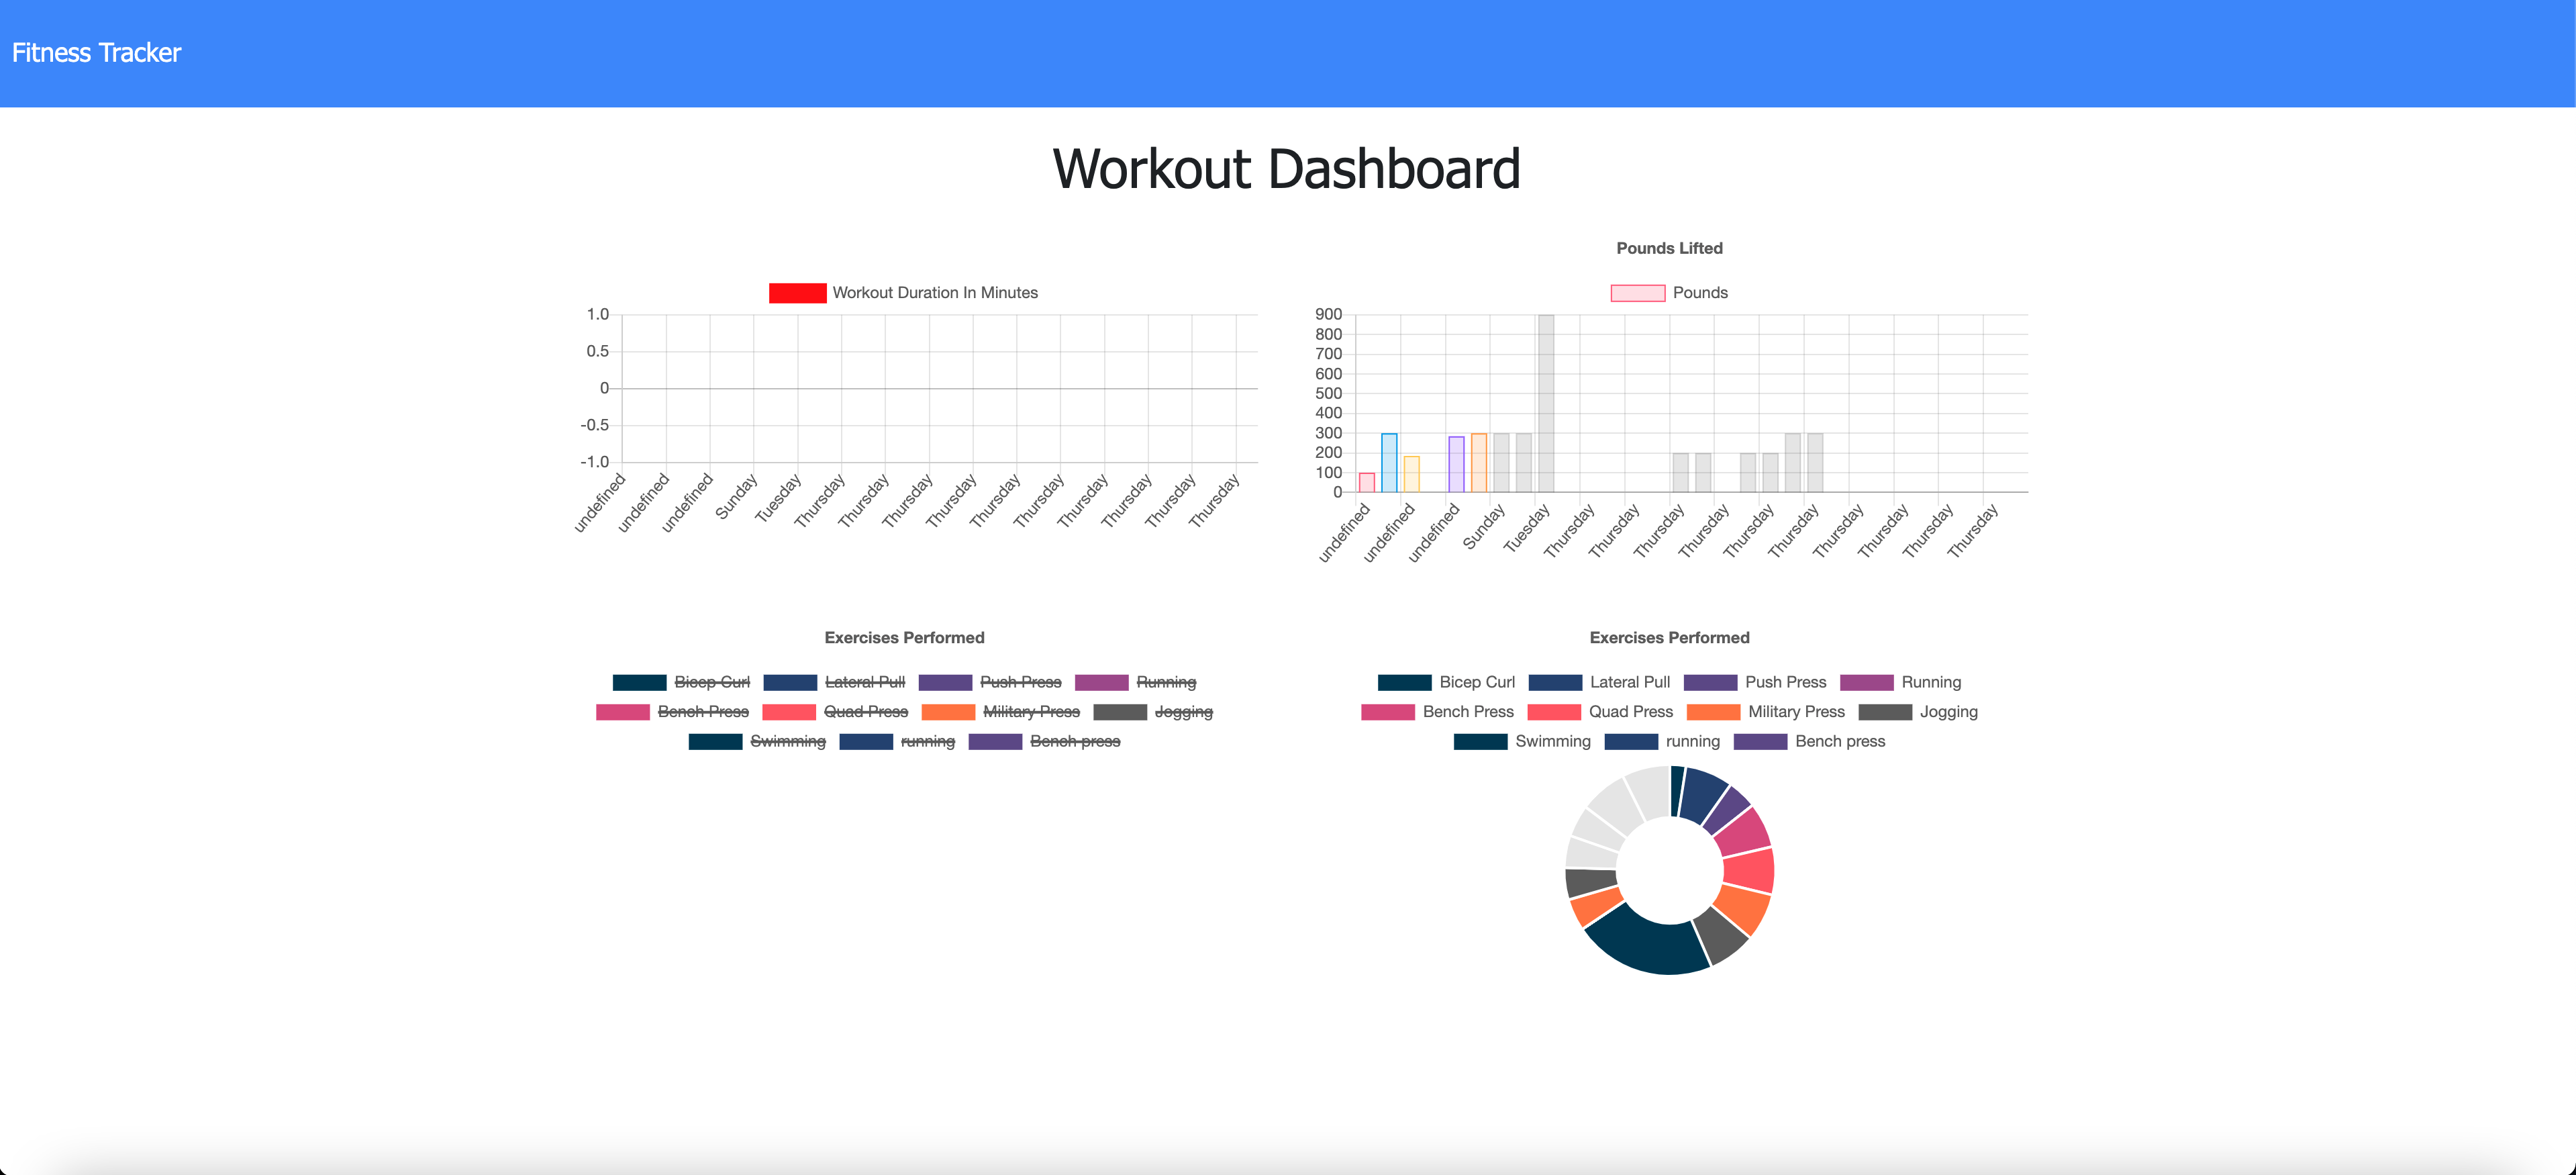 Fitness Tracker
Workout Dashboard
Workout Duration In Minutes
1.0
0.5
0
-0.5
-1.0
undefined undefined undefined Sunday Tuesday Thursday Thursday Thursday Thursday Thursday Thursday Thursday Thursday Thursday Thursday
Pounds Lifted
Pounds
900
800
700
600
500
400
300
200
100
0
undefined undefined undefined Sunday Tuesday Thursday Thursday Thursday Thursday Thursday Thursday Thursday Thursday Thursday Thursday
Exercises Performed
Bicep Curl Lateral Pull Push Press Running
Bench Press Quad Press Military Press Jogging
Swimming running Bench press
Exercises Performed
Bicep Curl Lateral Pull Push Press Running
Bench Press Quad Press Military Press Jogging
Swimming running Bench press